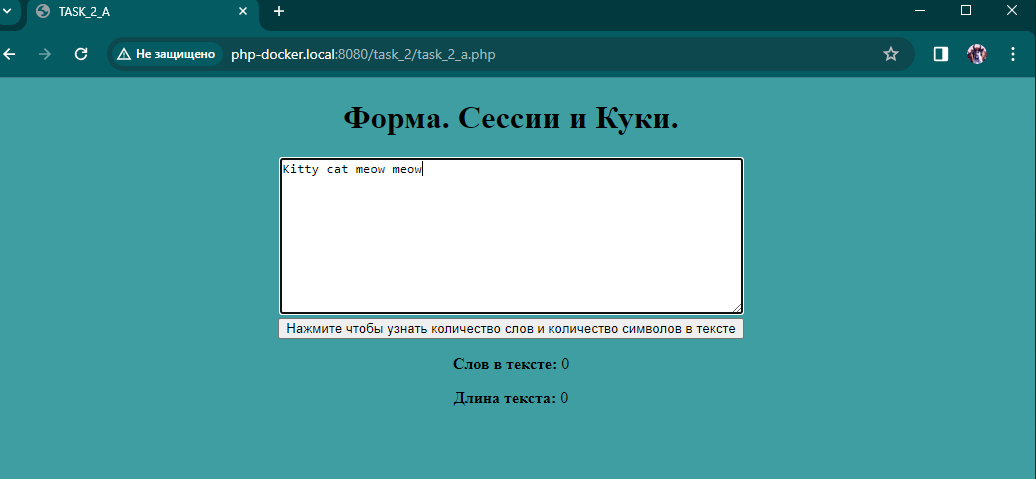 TASK_2_A
Не защищено php-docker.local:8080/task_2/task_2_a.php
Форма. Сессии и Куки.
Kitty cat meow meow
Нажмите чтобы узнать количество слов и количество символов в тексте
Слов в тексте: 0
Длина текста: 0